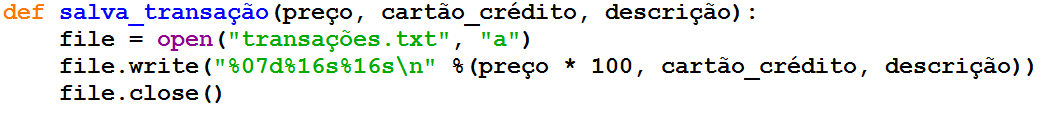 def salva_transação(preço, cartão_crédito, descrição):
    file = open("transações.txt", "a")
    file.write("%07d%16s%16s\n" %(preço * 100, cartão_crédito, descrição))
    file.close()